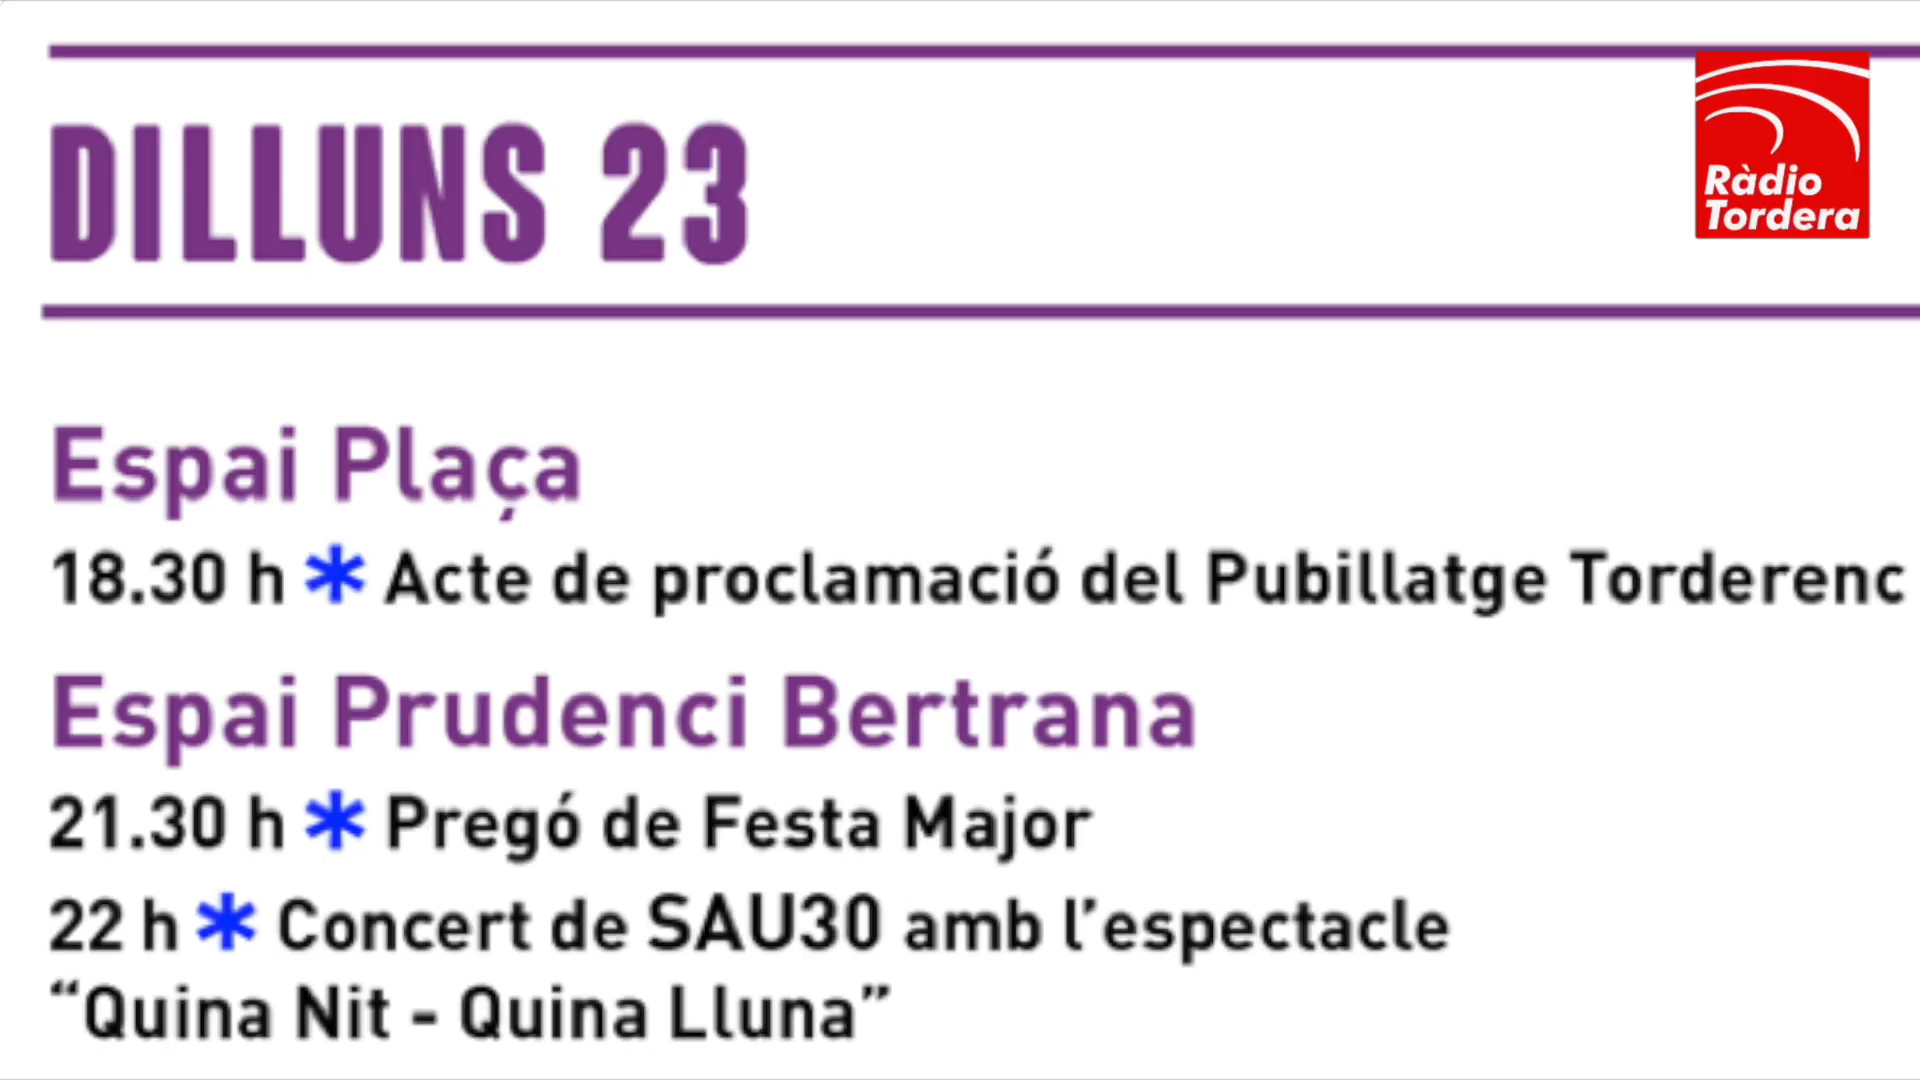 DILLUNS 23
Ràdio
Tordera
Espai Plaça
18.30 h * Acte de proclamació del Pubillatge Torderenc
Espai Prudenci Bertrana
21.30 h * Pregó de Festa Major
22 h * Concert de SAU30 amb l’espectacle
“Quina Nit - Quina Lluna”